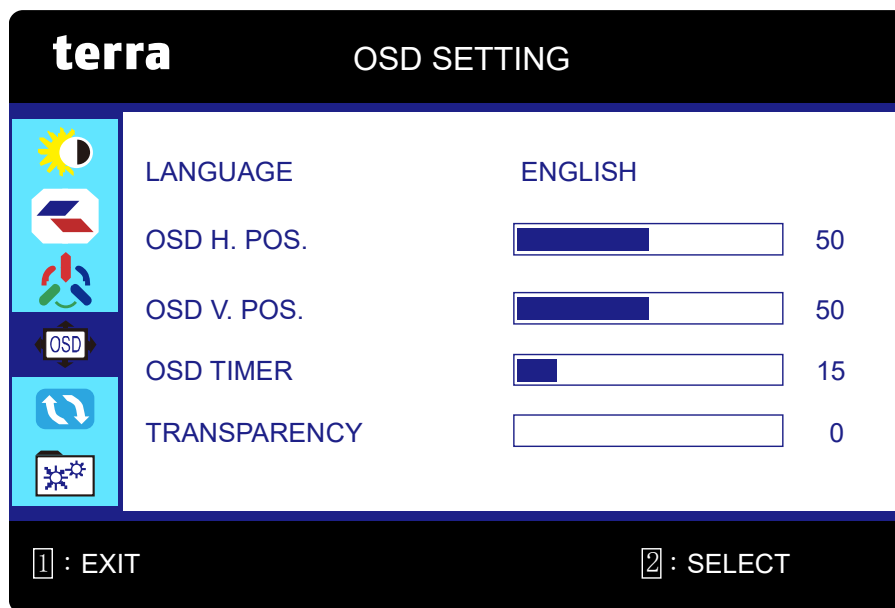 terra OSD SETTING
LANGUAGE ENGLISH
OSD H. POS. 50
OSD V. POS. 50
OSD
OSD TIMER 15
TRANSPARENCY 0
1 : EXIT 2 : SELECT